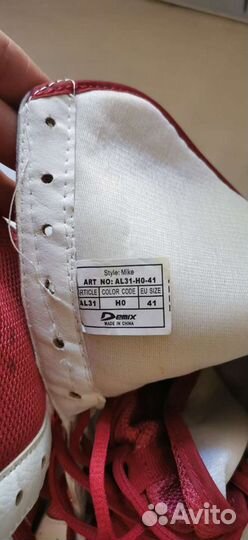 Style: Mike
ART NO: AL31-H0-41
ARTICLE COLOR CODE EU SIZE
AL31 H0 41
DEMIX
MADE IN CHINA
Avito